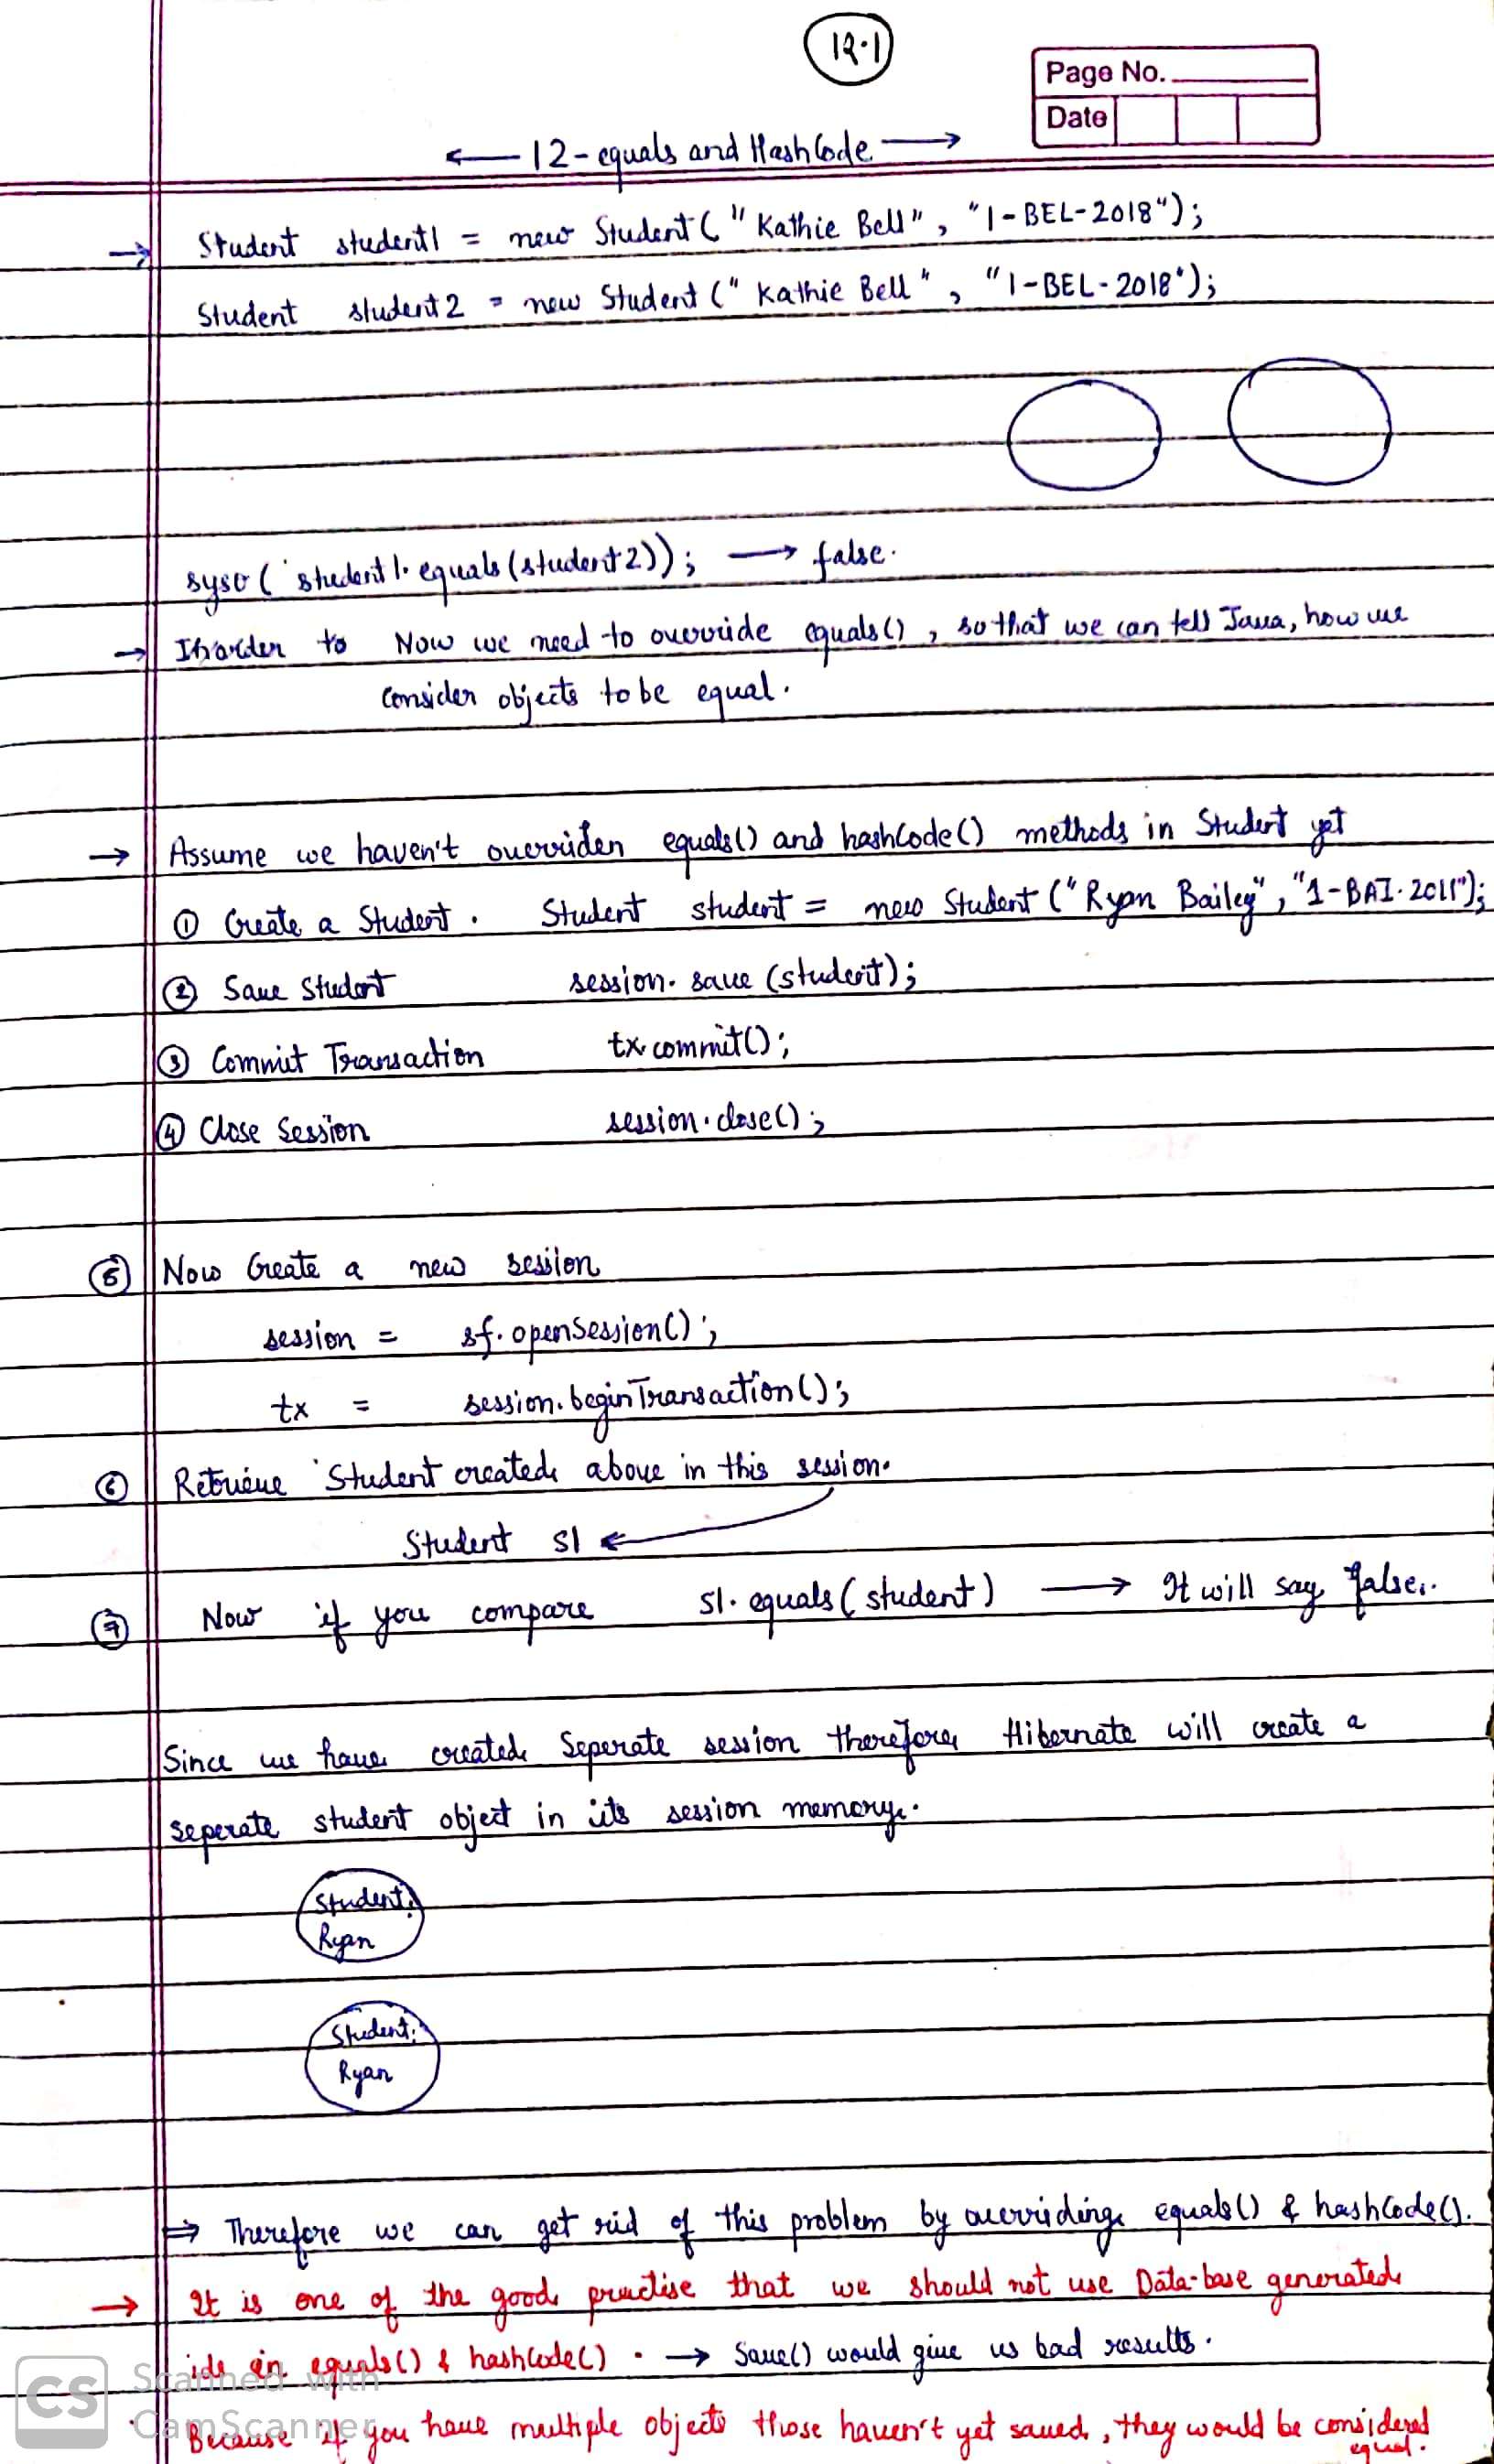 12.1
Page No.
Date
← 12 - equals and HashCode →
→ Student student1 = new Student ( " Kathie Bell " , " 1 - BEL - 2018 " ) ;
Student student2 = new Student ( " Kathie Bell " , " 1 - BEL - 2018 " ) ;
syso ( student1. equals (student2)) ; → false.
→ Inorder to Now we need to override equals() , so that we can tell Java, how we
consider objects to be equal.
→ Assume we haven't overriden equals() and hashCode() methods in Student yet
① Create a Student. Student student = new Student ( " Ryan Bailey " , "
② Save Student session. save (student) ;
③ Commit Transaction tx. commit() ;
④ Close Session session. close() ;
⑤ Now Create a new session
session = sf. openSession() ;
tx = session. beginTransaction() ;
⑥ Retrieve Student created above in this session.
Student s1 ←
⑦ Now if you compare s1. equals ( student ) → It will say false..
Since we have created Seperate session therefore Hibernate will create a
seperate student object in its session memory.
Student:
Ryan
Student:
Ryan
⇒ Therefore we can get rid of this problem by overriding equals() & hashCode().
→ It is one of the good practise that we should not use Data-base generated
ids in equals() & hashCode() . → Save() would give us bad results.
Because if you have multiple objects those haven't yet saved, they would be considered
equal.
CS Scanned with
CamScanner